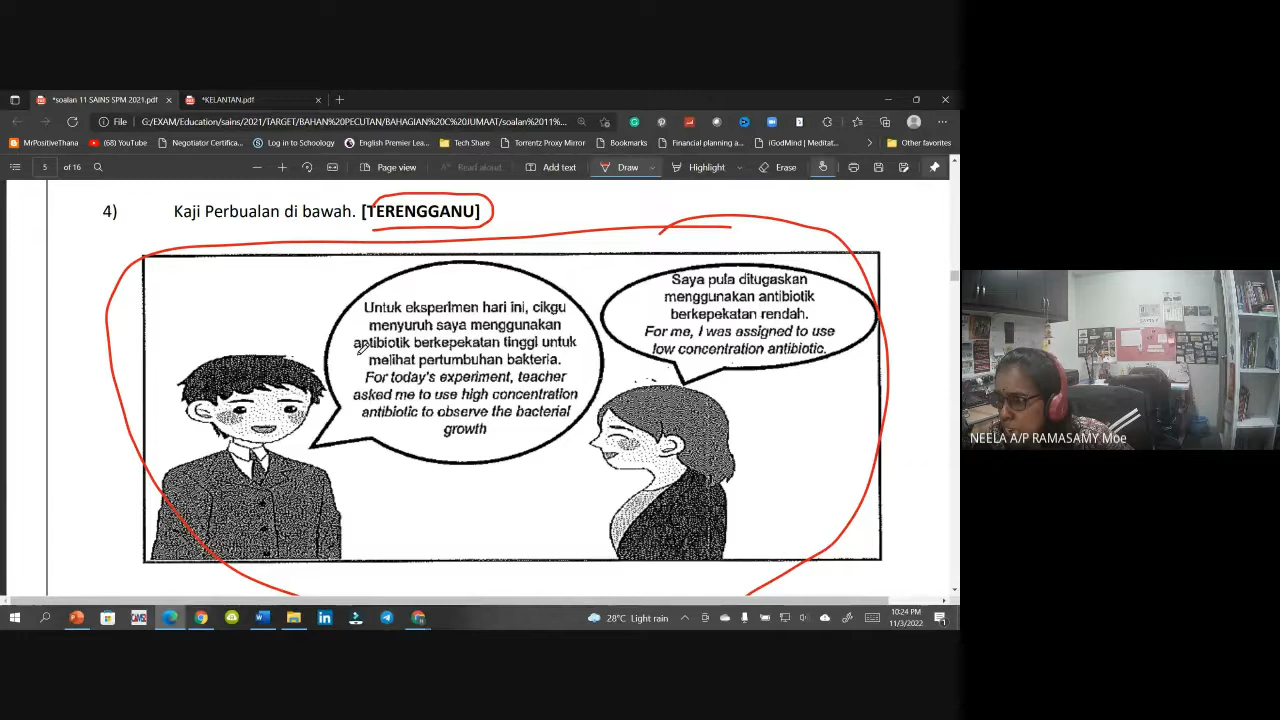 *soalan 11 SAINS SPM 2021.pdf
*KELANTAN.pdf
File
G:/EXAM/Education/sains/2021/TARGET/BAHAN%20PECUTAN/BAHAGIAN%20C%20JUMAAT/soalan%2011%...
MrPositiveThana
(68) YouTube
Negotiator Certifica...
Sign in
English Premier Lea...
Tech Share
Torrentz Proxy Mirror
Bookmarks
Financial planning a...
iGodMind | Meditat...
Other favorites
5
of 16
Page view
Read aloud
Add text
Draw
Highlight
Erase
4)
Kaji Perbualan di bawah. [TERENGGANU]
Untuk eksperimen hari ini, cikgu
menyuruh saya menggunakan
antibiotik berkepekatan tinggi untuk
melihat pertumbuhan bakteria.
For today's experiment, teacher
asked me to use high concentration
antibiotic to observe the bacterial
growth
Saya pula ditugaskan
menggunakan antibiotik
berkepekatan rendah.
For me, I was assigned to use
low concentration antibiotic.
NEELA A/P RAMASAMY Moe
28°C Light rain
10:24 PM
11/3/2022